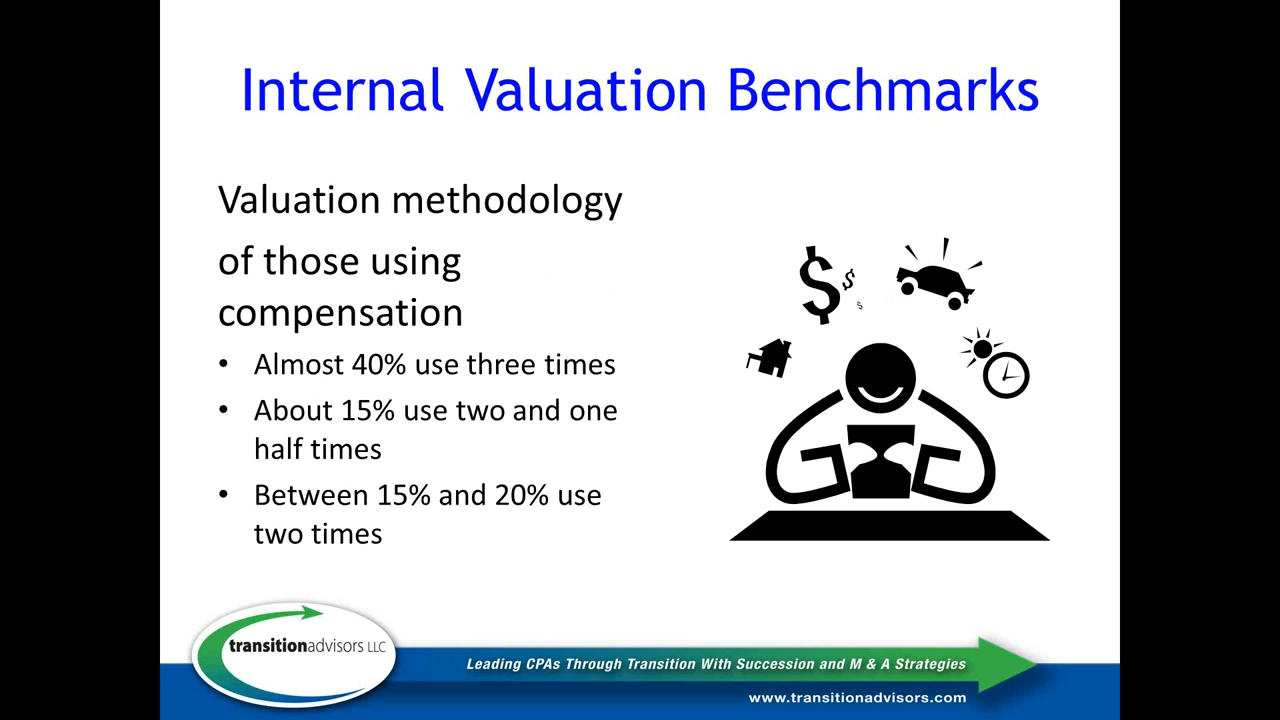 Internal Valuation Benchmarks
Valuation methodology
of those using
compensation
• Almost 40% use three times
• About 15% use two and one
half times
• Between 15% and 20% use
two times
$ $ $
transitionadvisors LLC
Leading CPAs Through Transition With Succession and M & A Strategies
www.transitionadvisors.com